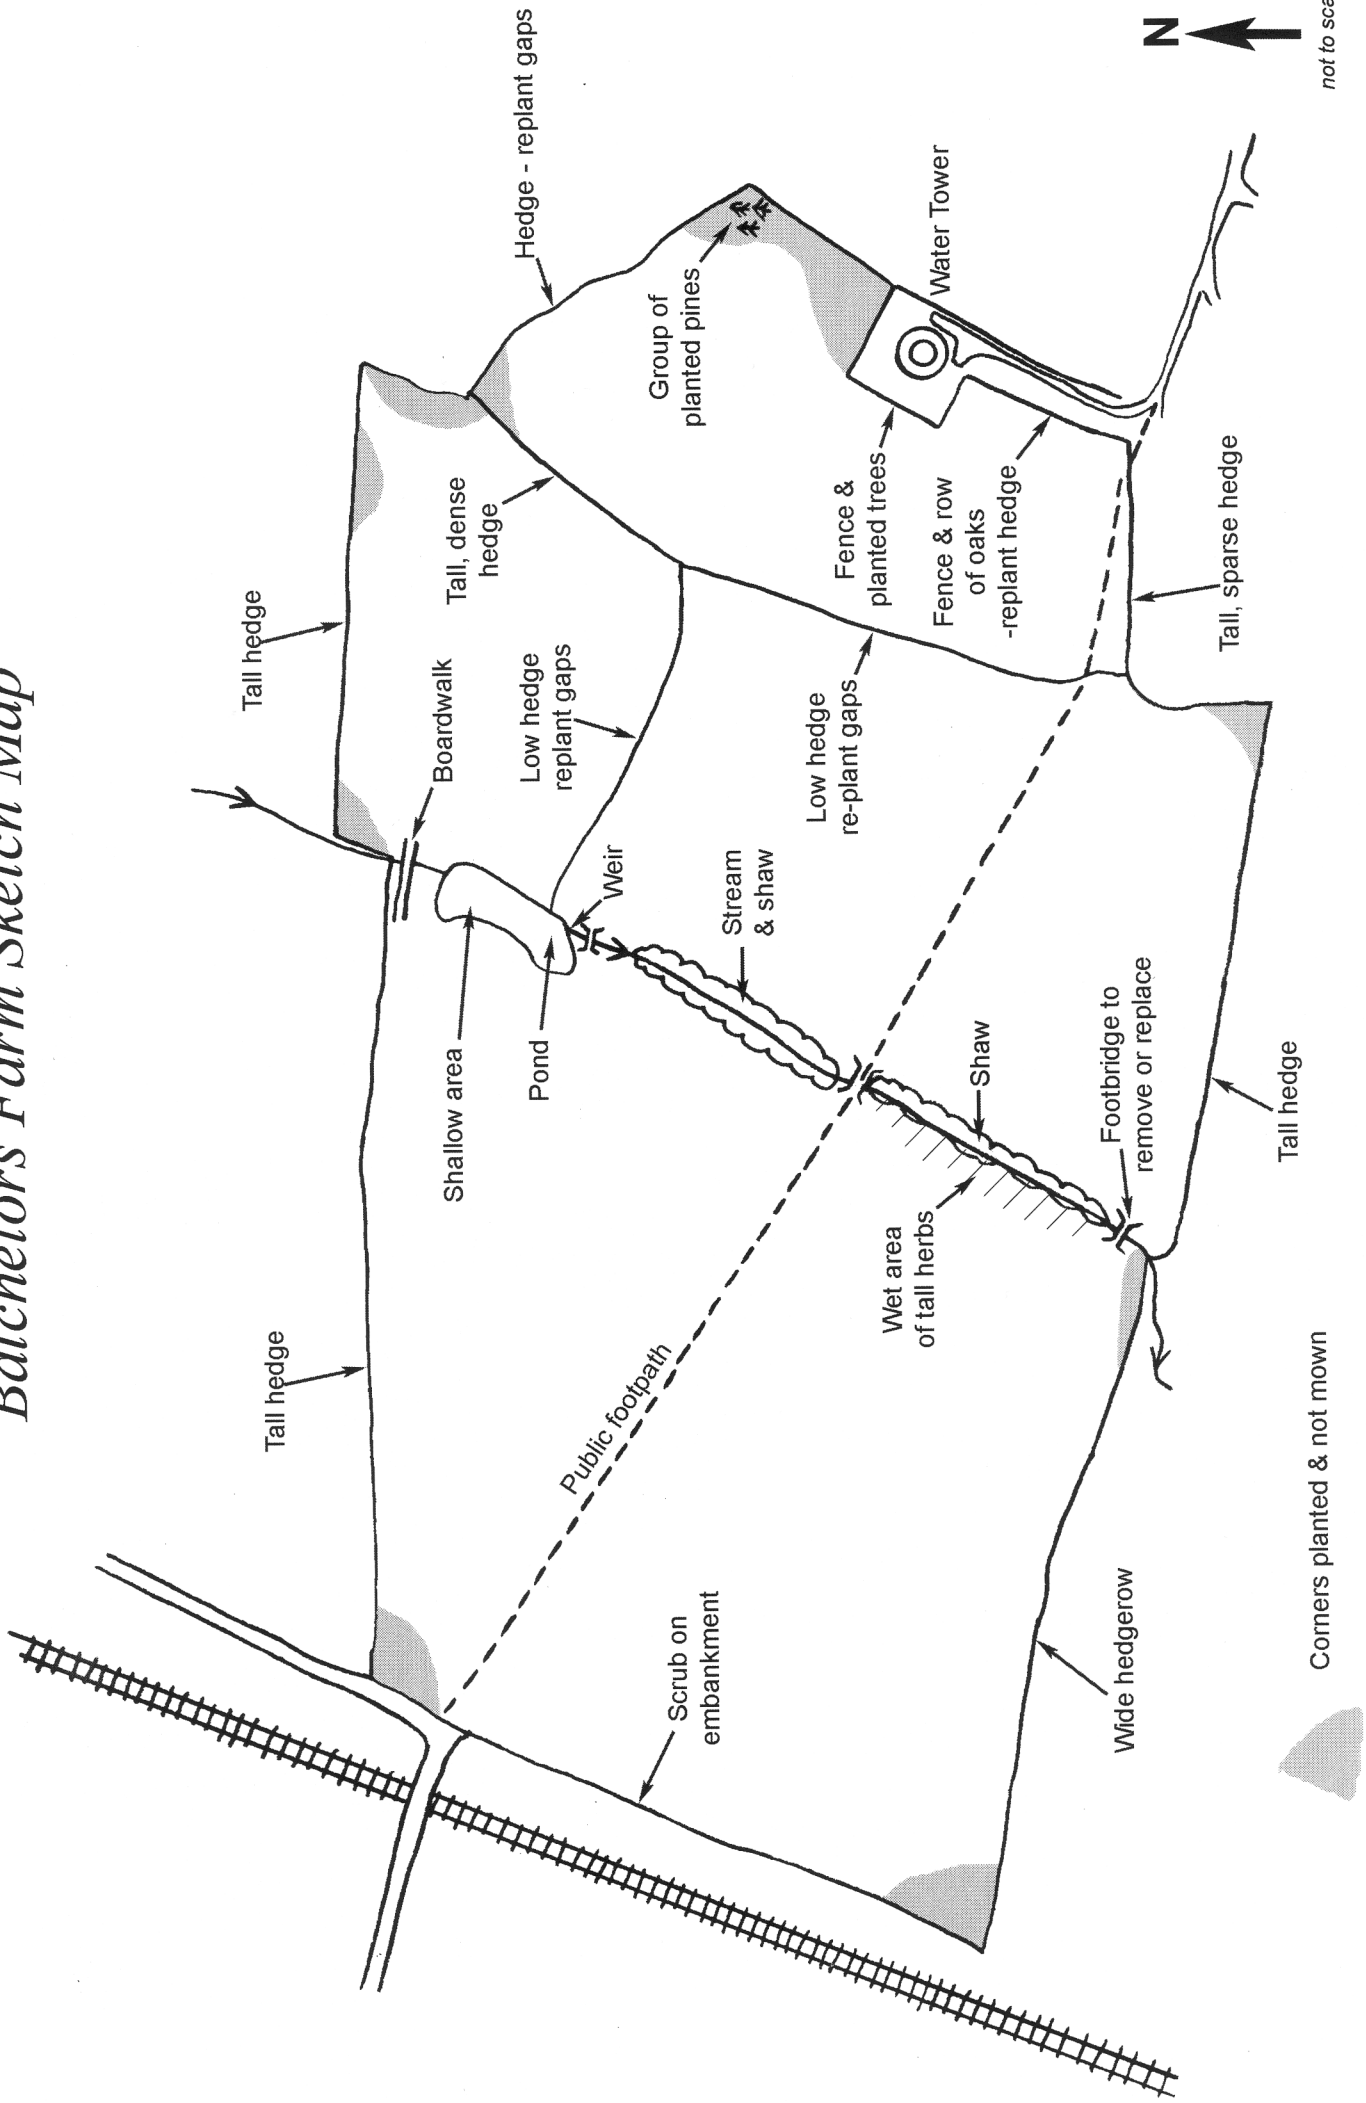 Batchelors Farm Sketch Map
Tall hedge
Tall hedge
Hedge - replant gaps
Boardwalk
Tall, dense
hedge
Low hedge
replant gaps
Shallow area
Pond
Weir
Group of
planted pines
Water Tower
Public footpath
Stream
& shaw
Low hedge
re-plant gaps
Fence &
planted trees
Fence & row
of oaks
-replant hedge
Scrub on
embankment
Wet area
of tall herbs
Shaw
Footbridge to
remove or replace
Tall, sparse hedge
Wide hedgerow
Tall hedge
Corners planted & not mown
N
not to sca